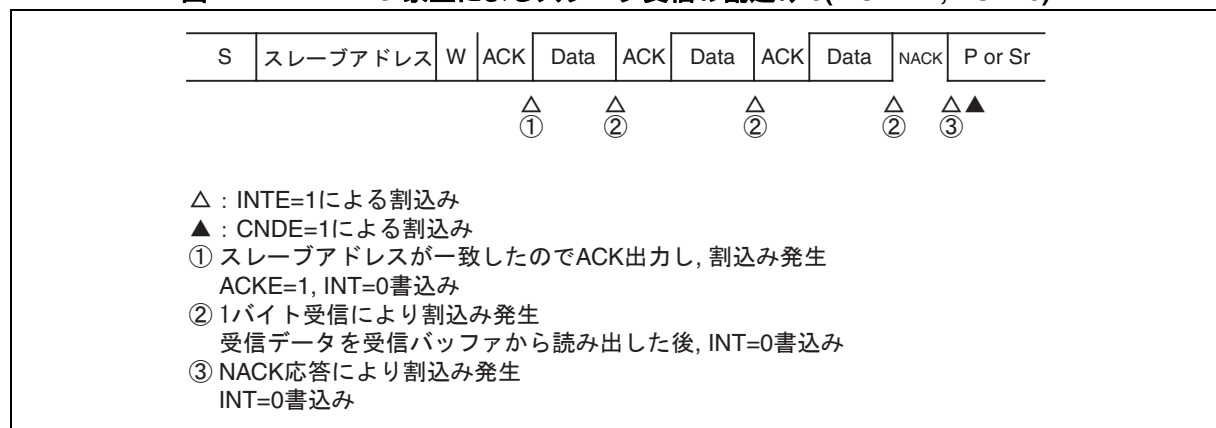 S スレーブアドレス W ACK Data ACK Data ACK Data NACK P or Sr
△ △ △ △ △▲
① ② ② ② ③
△：INTE=1による割込み
▲：CNDE=1による割込み
① スレーブアドレスが一致したのでACK出力し, 割込み発生
ACKE=1, INT=0書込み
② 1バイト受信により割込み発生
受信データを受信バッファから読み出した後, INT=0書込み
③ NACK応答により割込み発生
INT=0書込み